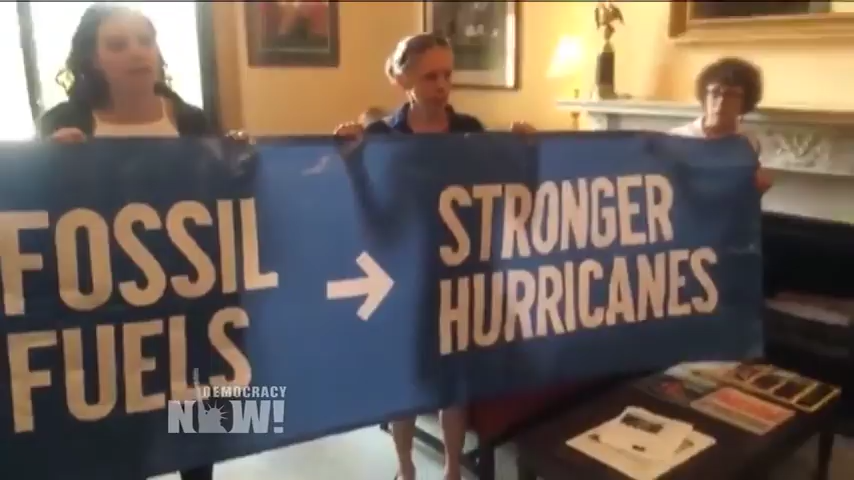 FOSSIL
FUELS
→
STRONGER
HURRICANES
DEMOCRACY
NOW!